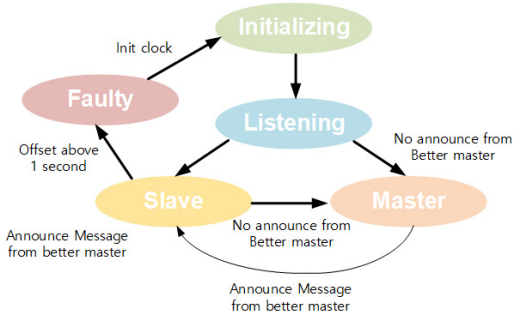 Initializing
Init clock
Faulty
Listening
No announce from
Better master
Offset above
1 second
Slave
Master
Announce Message
from better master
No announce from
Better master
Announce Message
from better master